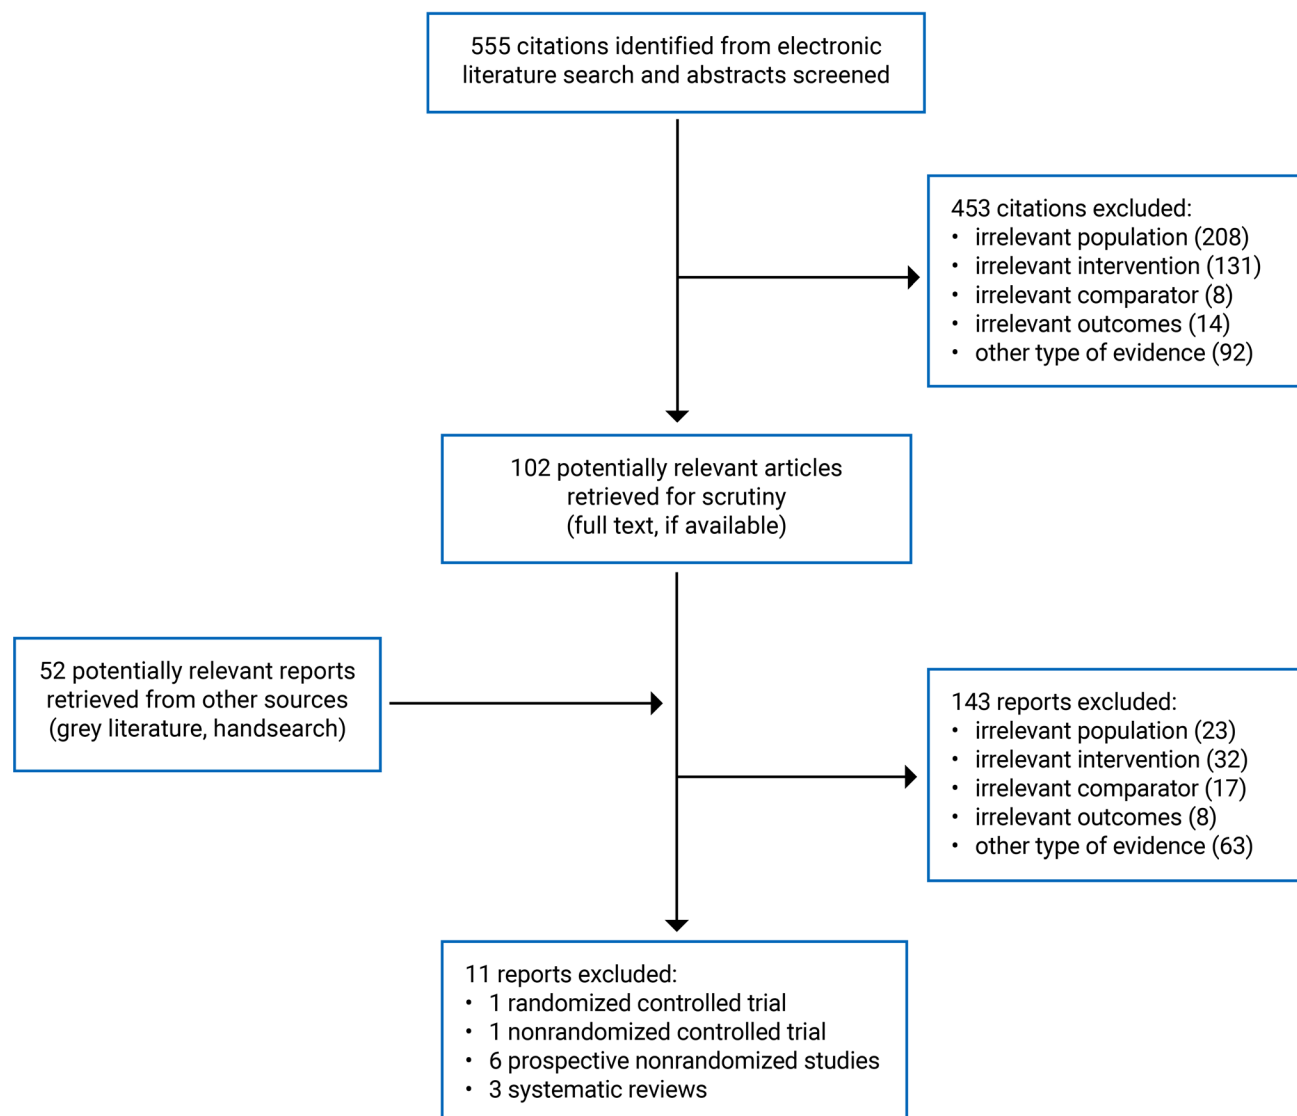 555 citations identified from electronic
literature search and abstracts screened
453 citations excluded:
• irrelevant population (208)
• irrelevant intervention (131)
• irrelevant comparator (8)
• irrelevant outcomes (14)
• other type of evidence (92)
102 potentially relevant articles
retrieved for scrutiny
(full text, if available)
52 potentially relevant reports
retrieved from other sources
(grey literature, handsearch)
143 reports excluded:
• irrelevant population (23)
• irrelevant intervention (32)
• irrelevant comparator (17)
• irrelevant outcomes (8)
• other type of evidence (63)
11 reports excluded:
• 1 randomized controlled trial
• 1 nonrandomized controlled trial
• 6 prospective nonrandomized studies
• 3 systematic reviews